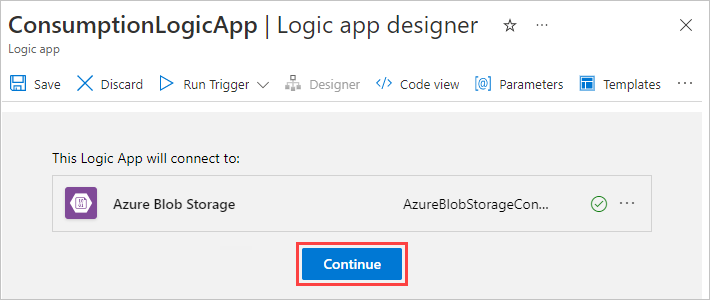 ConsumptionLogicApp | Logic app designer
Logic app
Save Discard Run Trigger Designer Code view Parameters Templates
This Logic App will connect to:
Azure Blob Storage AzureBlobStorageCon...
Continue